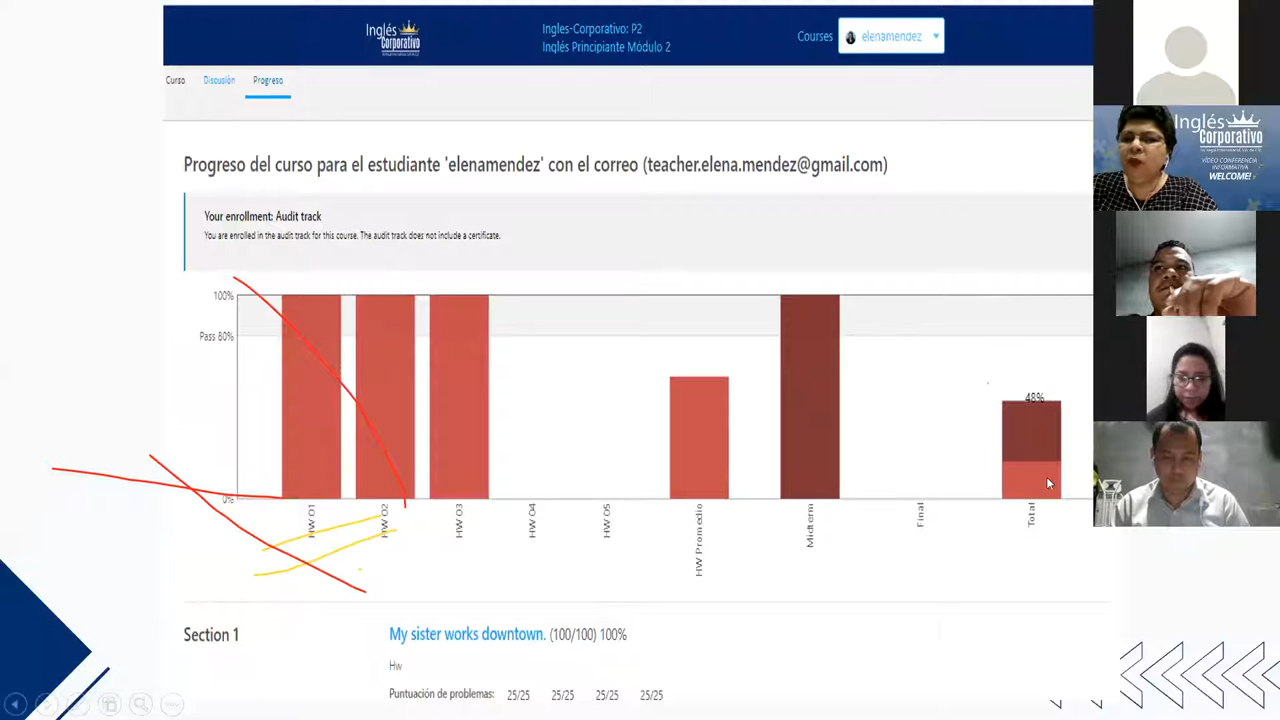 Inglés
Corporativo
Ingles-Corporativo: P2
Inglés Principiante Módulo 2
Courses
elenamendez
Curso
Discusión
Progreso
Progreso del curso para el estudiante 'elenamendez' con el correo (teacher.elena.mendez@gmail.com)
Your enrollment: Audit track
You are enrolled in the audit track for this course. The audit track does not include a certificate.
100%
Pass 80%
0%
48%
HW 01
HW 02
HW 03
HW 04
HW 05
HW Promedio
Midterm
Final
Total
Section 1
My sister works downtown. (100/100) 100%
Hw
Puntuación de problemas: 25/25 25/25 25/25 25/25
Inglés
Corporativo
VÍDEO CONFERENCIA
INFORMATIVA
WELCOME!